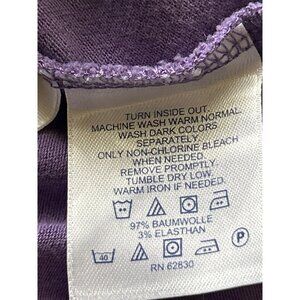 TURN INSIDE OUT.
MACHINE WASH WARM NORMAL
WASH DARK COLORS
SEPARATELY.
ONLY NON-CHLORINE BLEACH
WHEN NEEDED.
REMOVE PROMPTLY.
TUMBLE DRY LOW.
WARM IRON IF NEEDED.
40 P
97% BAUMWOLLE
3% ELASTHAN
RN 62830